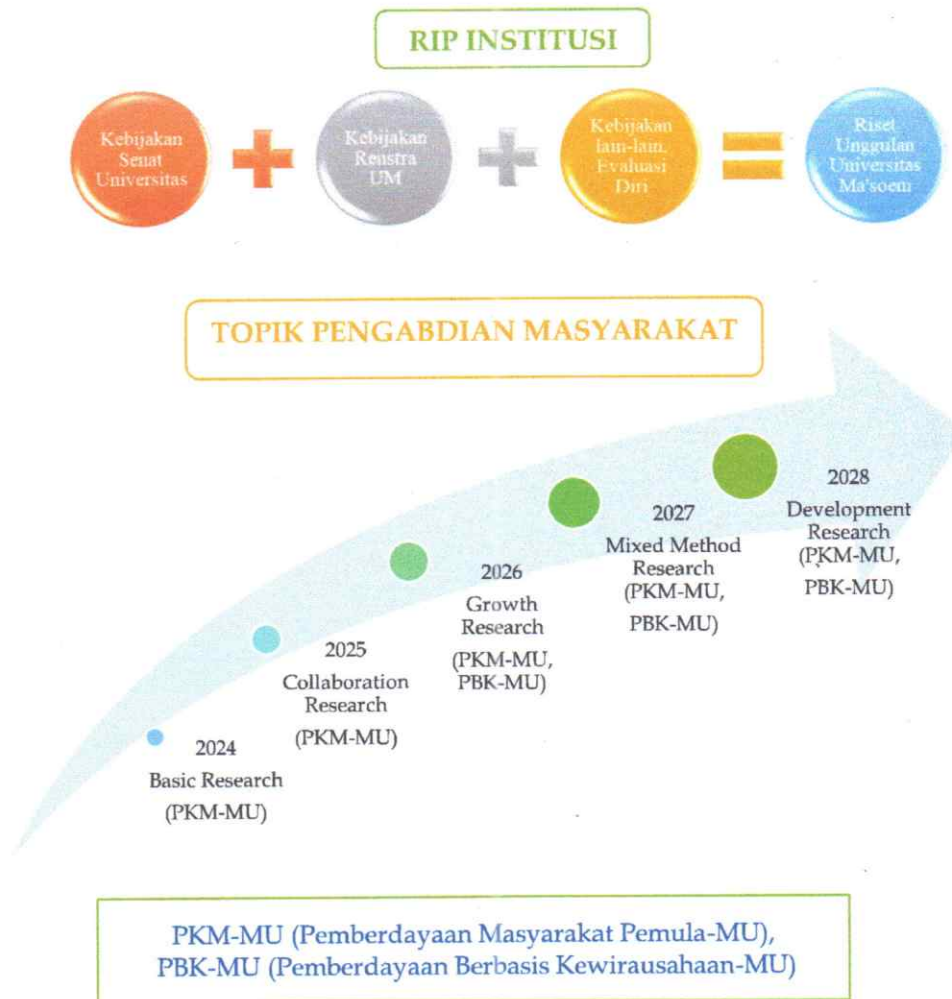 RIP INSTITUSI
Kebijakan
Senat
Universitas
Kebijakan
Renstra
UM
Kebijakan
lain-lain,
Evaluasi
Diri
Riset
Unggulan
Universitas
Ma'soem
TOPIK PENGABDIAN MASYARAKAT
2024
Basic Research
(PKM-MU)
2025
Collaboration
Research
(PKM-MU)
2026
Growth
Research
(PKM-MU,
PBK-MU)
2027
Mixed Method
Research
(PKM-MU,
PBK-MU)
2028
Development
Research
(PKM-MU,
PBK-MU)
PKM-MU (Pemberdayaan Masyarakat Pemula-MU),
PBK-MU (Pemberdayaan Berbasis Kewirausahaan-MU)